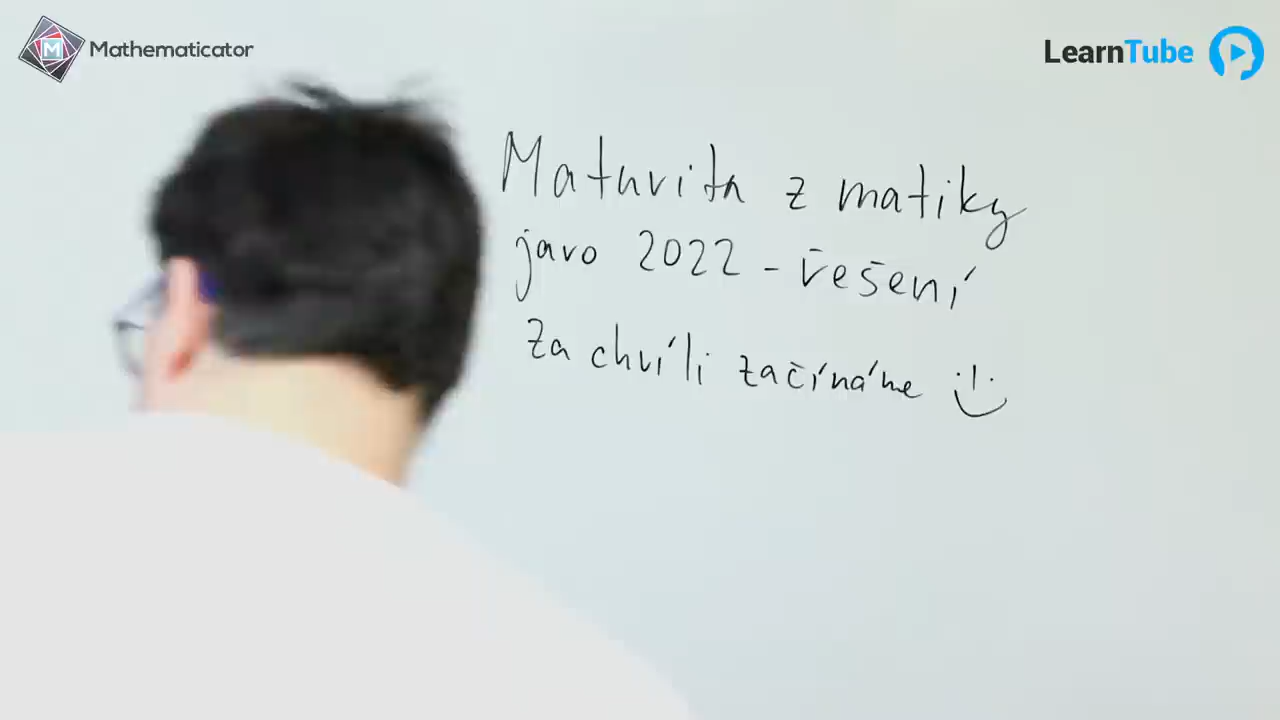 Mathematicator
LearnTube
Maturita z matiky
jaro 2022 - řešení
Za chvíli začínáme